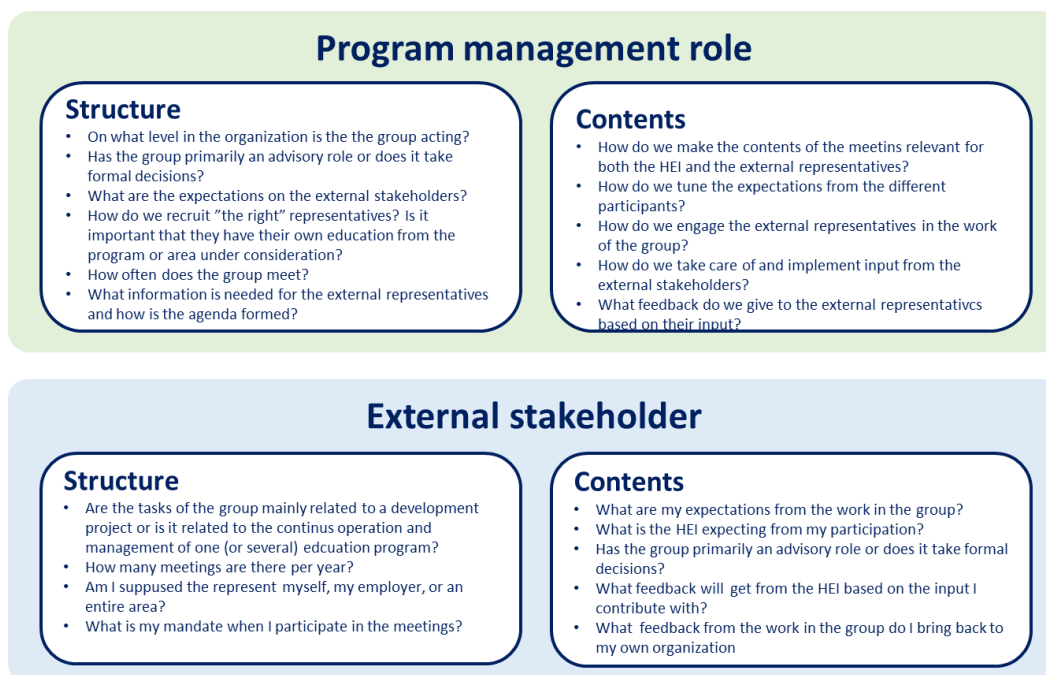 Program management role
Structure
• On what level in the organization is the the group acting?
• Has the group primarily an advisory role or does it take
formal decisions?
• What are the expectations on the external stakeholders?
• How do we recruit ”the right” representatives? Is it
important that they have their own education from the
program or area under consideration?
• How often does the group meet?
• What information is needed for the external representatives
and how is the agenda formed?
Contents
• How do we make the contents of the meetins relevant for
both the HEI and the external representatives?
• How do we tune the expectations from the different
participants?
• How do we engage the external representatives in the work
of the group?
• How do we take care of and implement input from the
external stakeholders?
• What feedback do we give to the external representativcs
based on their input?
External stakeholder
Structure
• Are the tasks of the group mainly related to a development
project or is it related to the continus operation and
management of one (or several) edcuation program?
• How many meetings are there per year?
• Am I suppused the represent myself, my employer, or an
entire area?
• What is my mandate when I participate in the meetings?
Contents
• What are my expectations from the work in the group?
• What is the HEI expecting from my participation?
• Has the group primarily an advisory role or does it take formal
decisions?
• What feedback will get from the HEI based on the input I
contribute with?
• What feedback from the work in the group do I bring back to
my own organization